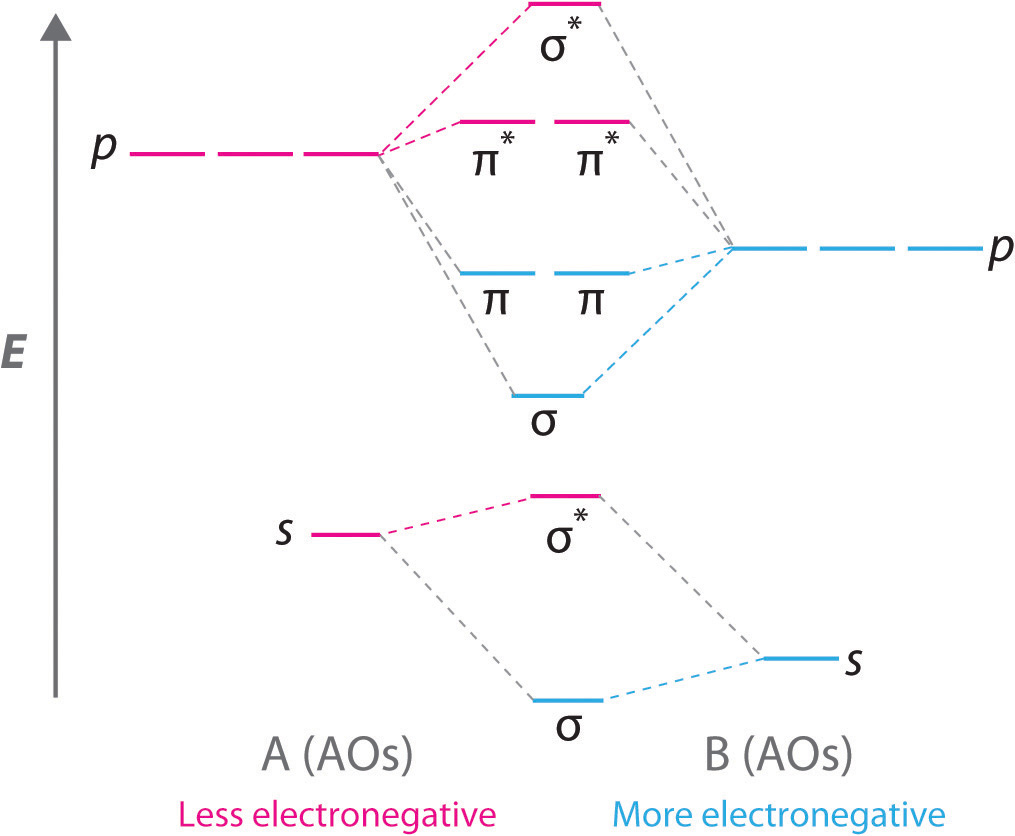 σ*
p
π* π*
p
π π
E
σ
s
σ*
s
σ
A (AOs) B (AOs)
Less electronegative More electronegative